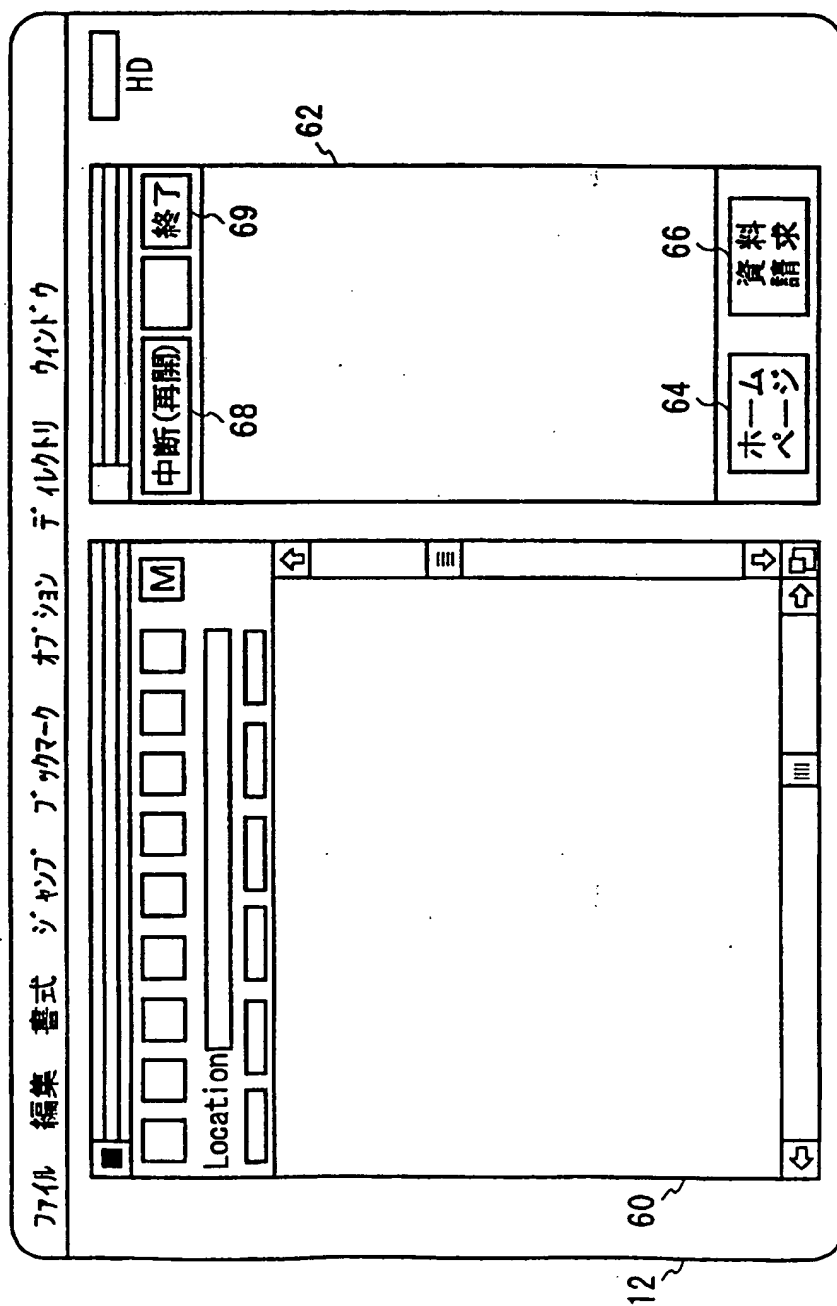 ファイル 編集 書式 ジャンプ ブックマーク オプション ディレクトリ ウィンドウ
HD
M
Location
中断(再開)
終了
68
69
62
ホーム
ページ
資料
請求
64
66
60
12